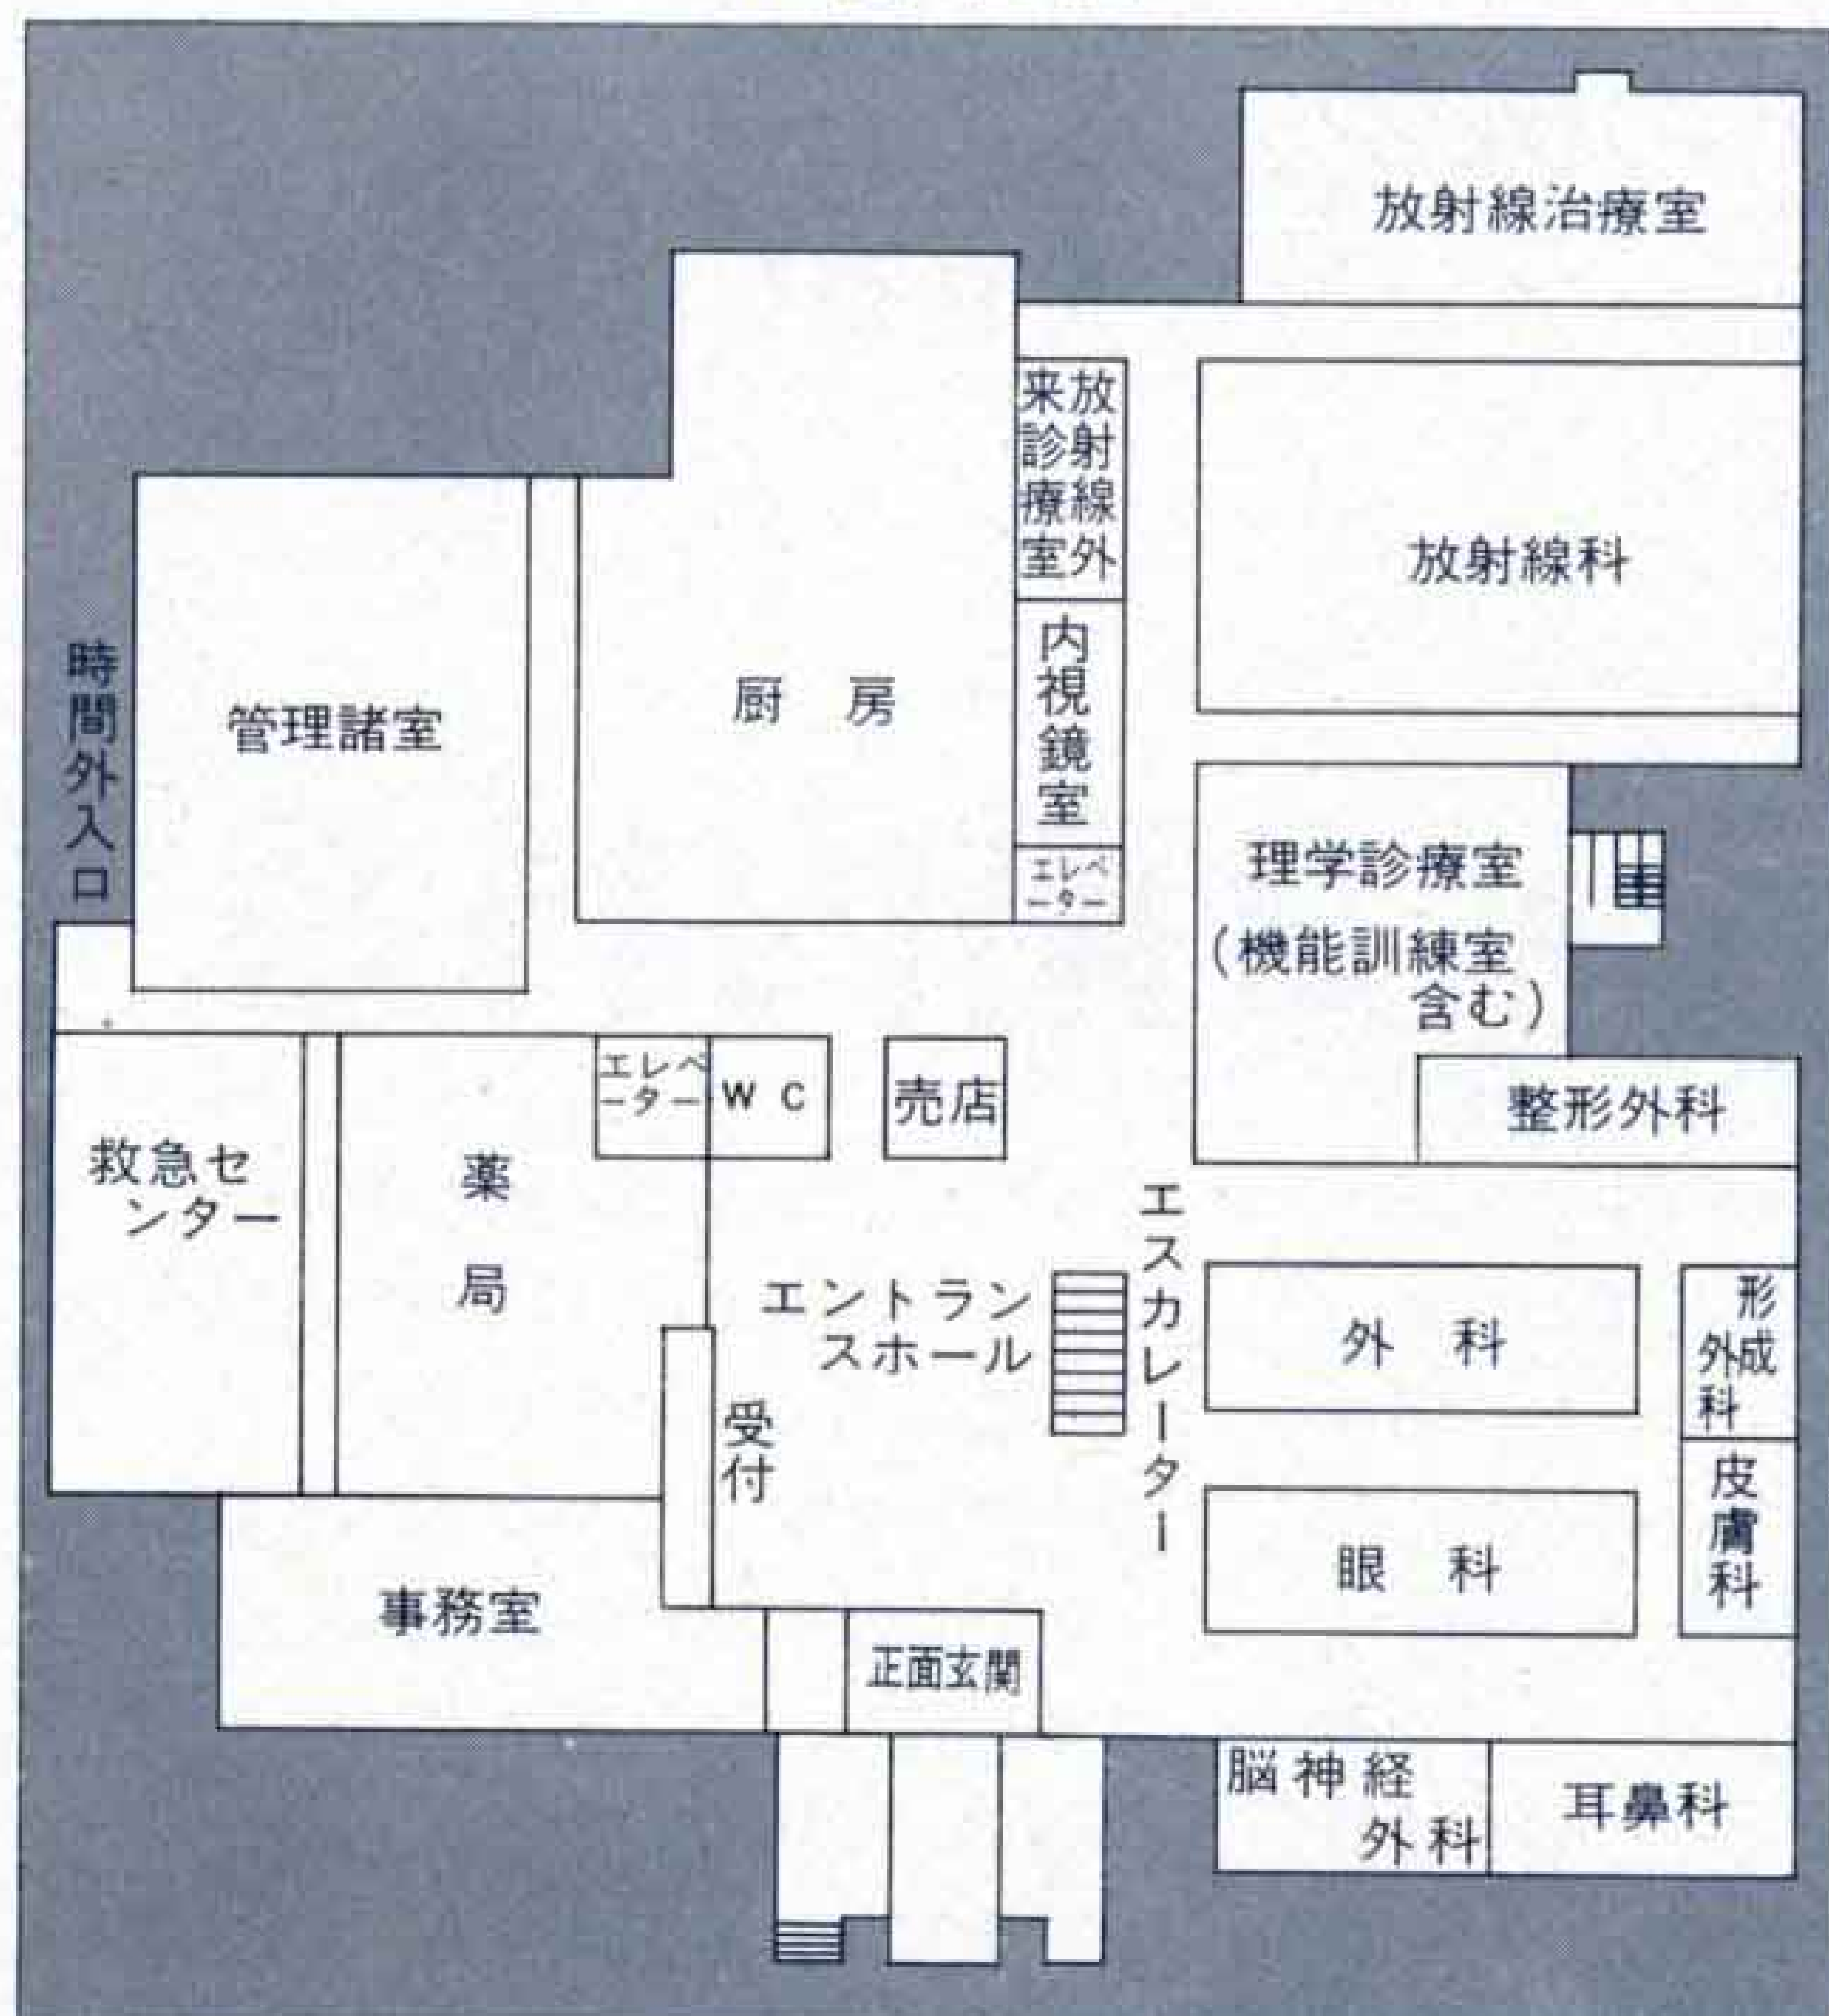 放射線治療室
放射線外
来診療室
放射線科
内視鏡室
厨 房
管理諸室
時間外入口
エレベ
ーター
理学診療室
(機能訓練室
含む)
整形外科
エレベ
ーター
W C
売店
救急セ
ンター
薬
局
エントラン
スホール
エスカレーター
外 科
形成
外科
受付
眼 科
皮膚科
事務室
正面玄関
脳神経
外科
耳鼻科